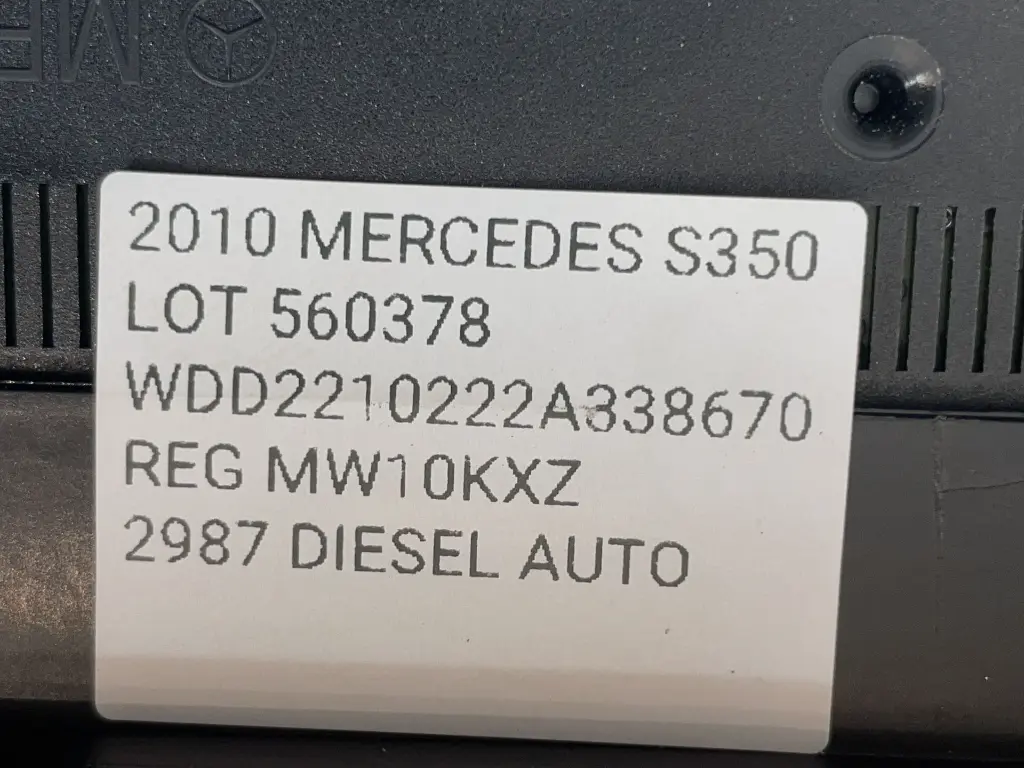 2010 MERCEDES S350
LOT 560378
WDD2210222A338670
REG MW10KXZ
2987 DIESEL AUTO